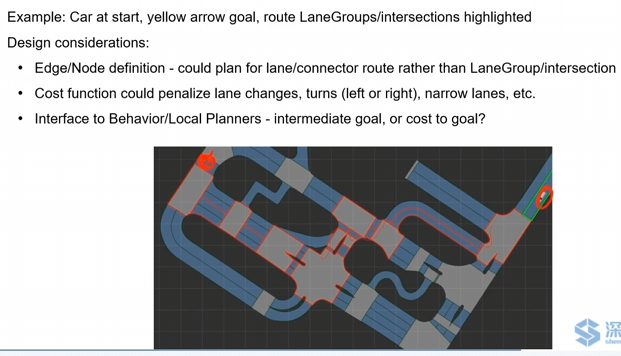 Example: Car at start, yellow arrow goal, route LaneGroups/intersections highlighted
Design considerations:
• Edge/Node definition - could plan for lane/connector route rather than LaneGroup/intersection
• Cost function could penalize lane changes, turns (left or right), narrow lanes, etc.
• Interface to Behavior/Local Planners - intermediate goal, or cost to goal?
深